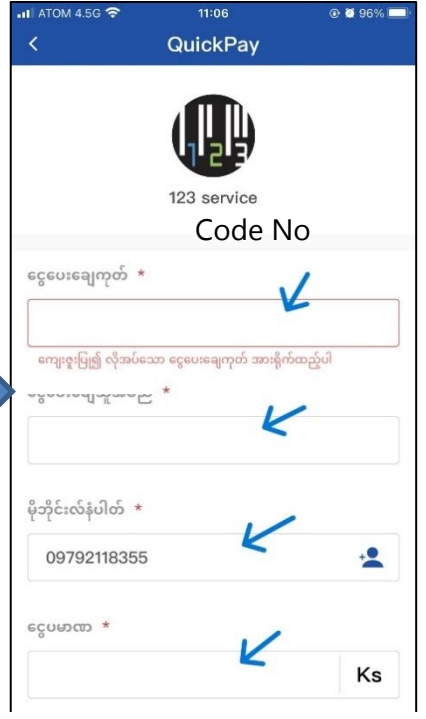 ATOM 4.5G 11:06 96%
QuickPay
123
123 service
Code No
ငွေပေးချေကုတ် *
ကျေးဇူးပြု၍ လိုအပ်သော ငွေပေးချေကုတ် အားရိုက်ထည့်ပါ
*
မိုဘိုင်းလ်နံပါတ် *
09792118355
ငွေပမာဏ *
Ks